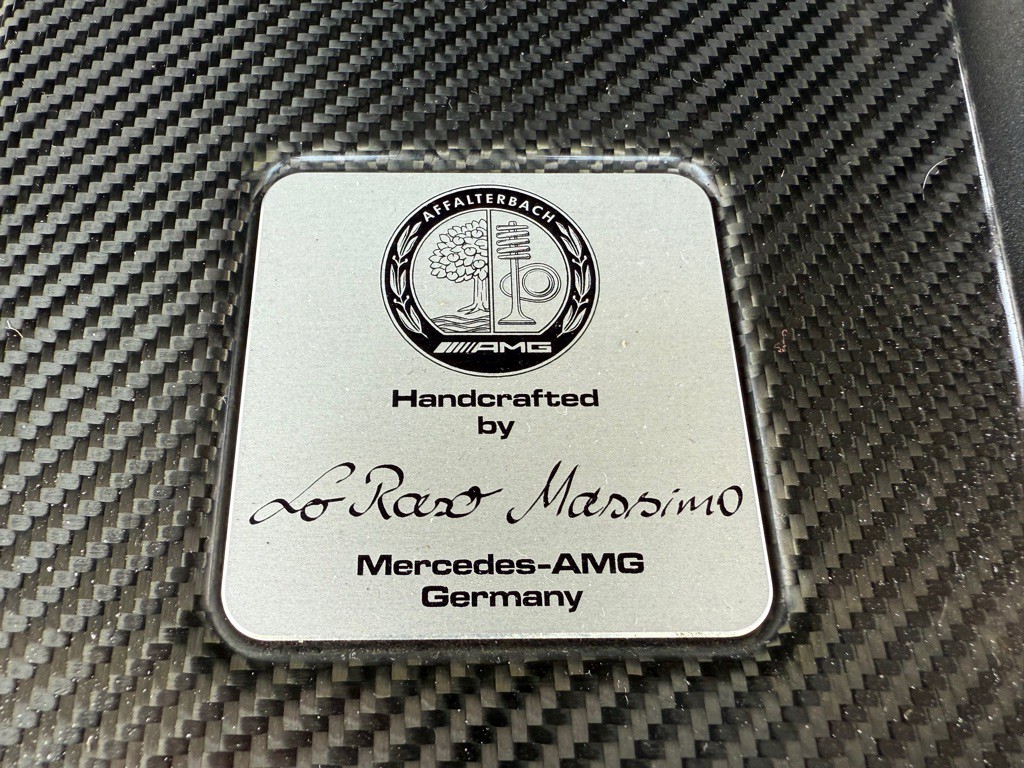 AFFALTERBACH
AMG
Handcrafted
by
Lo Raso Massimo
Mercedes-AMG
Germany